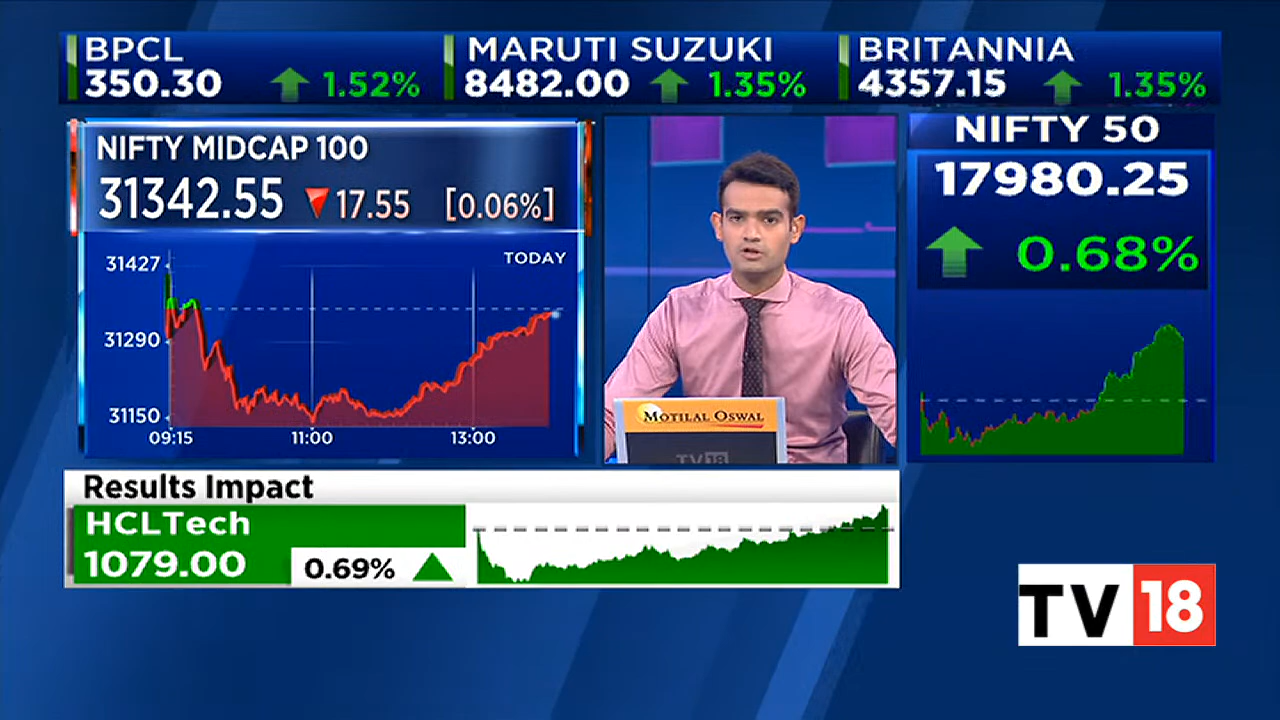 BPCL
350.30 1.52%
MARUTI SUZUKI
8482.00 1.35%
BRITANNIA
4357.15 1.35%
NIFTY MIDCAP 100
31342.55 17.55 [0.06%]
TODAY
31427
31290
31150
09:15 11:00 13:00
MOTILAL OSWAL
TV18
NIFTY 50
17980.25
0.68%
Results Impact
HCLTech
1079.00 0.69%
TV18